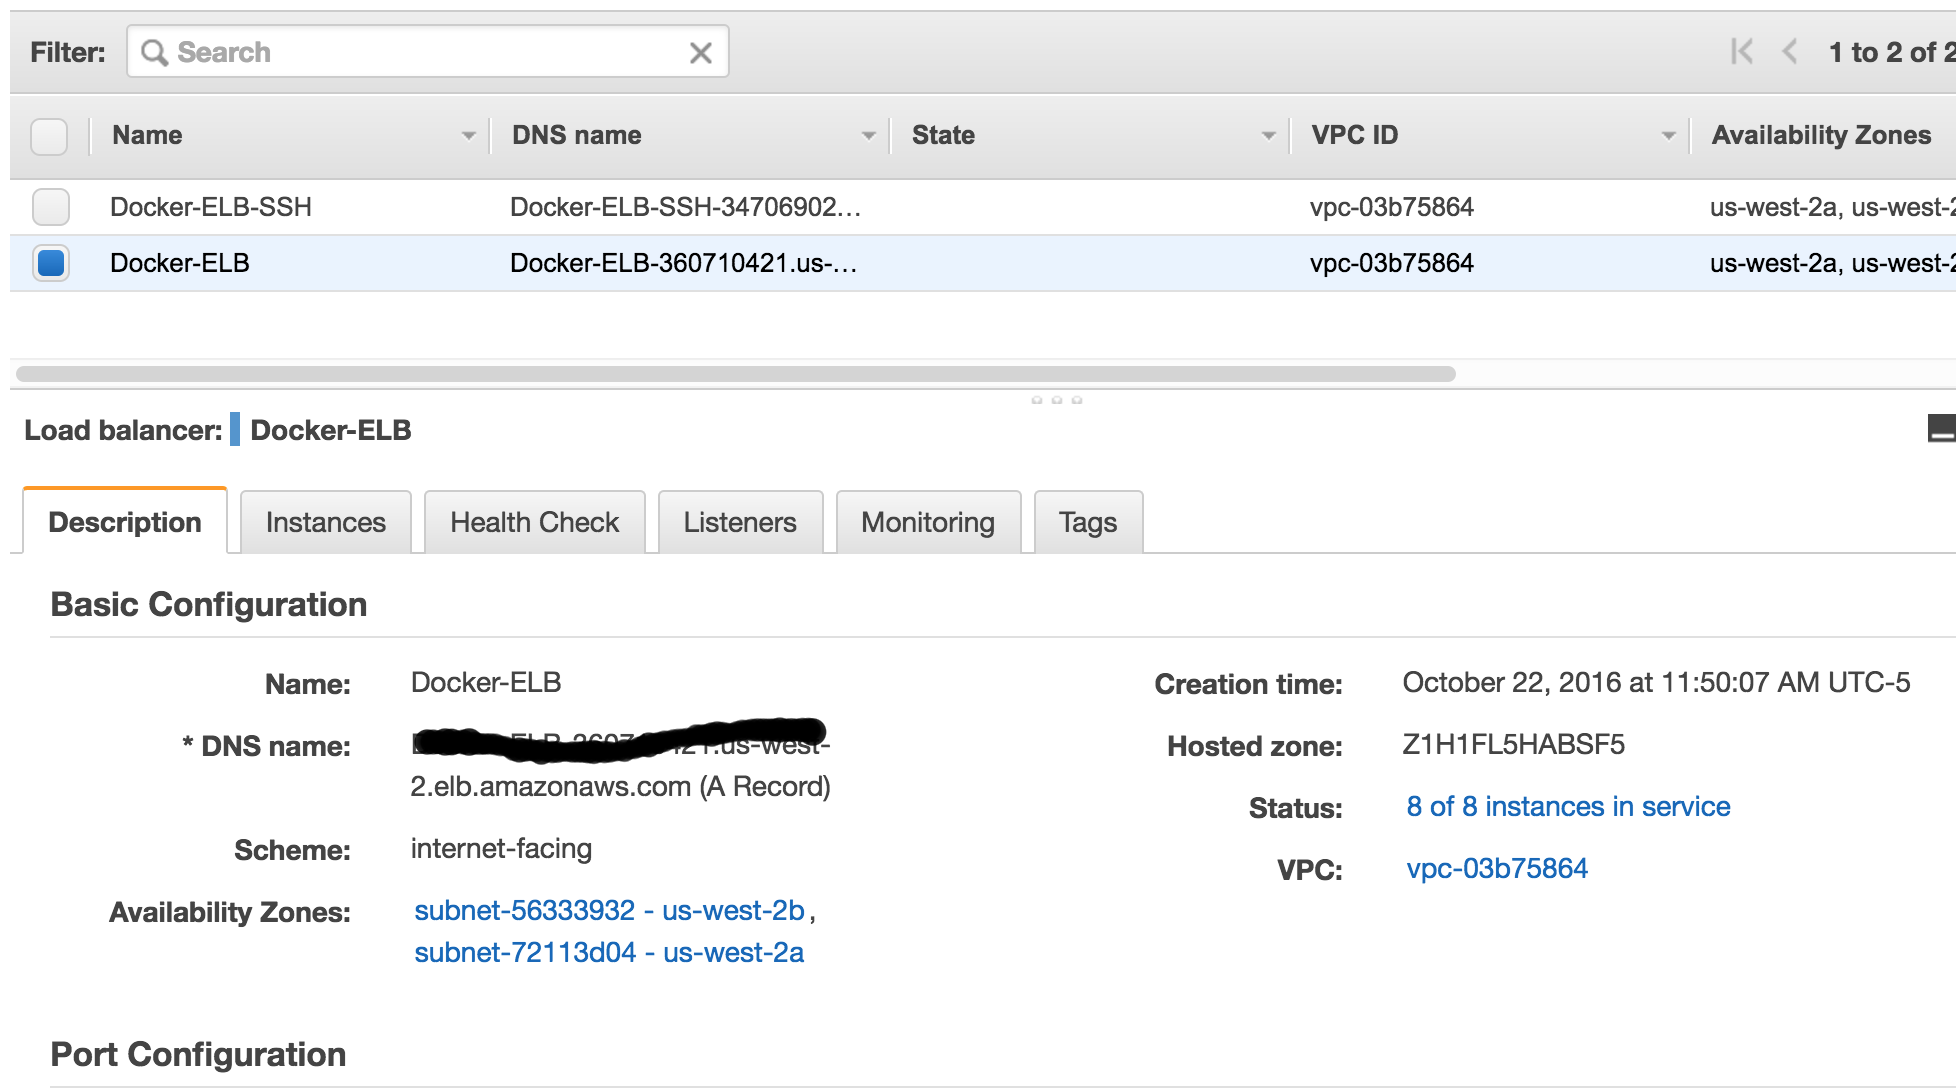 Filter: Search 1 to 2 of 2
Name DNS name State VPC ID Availability Zones
Docker-ELB-SSH Docker-ELB-SSH-34706902... vpc-03b75864 us-west-2a, us-west-2
Docker-ELB Docker-ELB-360710421.us-... vpc-03b75864 us-west-2a, us-west-2
Load balancer: Docker-ELB
Description Instances Health Check Listeners Monitoring Tags
Basic Configuration
Name: Docker-ELB
Creation time: October 22, 2016 at 11:50:07 AM UTC-5
* DNS name: us-west-
2.elb.amazonaws.com (A Record)
Hosted zone: Z1H1FL5HABSF5
Status: 8 of 8 instances in service
Scheme: internet-facing
VPC: vpc-03b75864
Availability Zones: subnet-56333932 - us-west-2b,
subnet-72113d04 - us-west-2a
Port Configuration